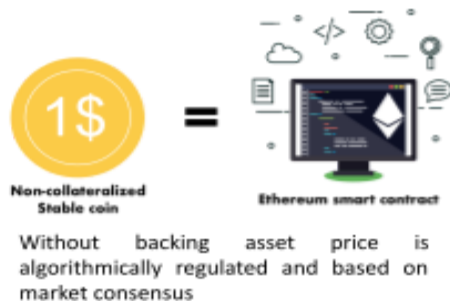 1$
=
</>
Non-collateralized
Stable coin
Ethereum smart contract
Without backing asset price is
algorithmically regulated and based on
market consensus